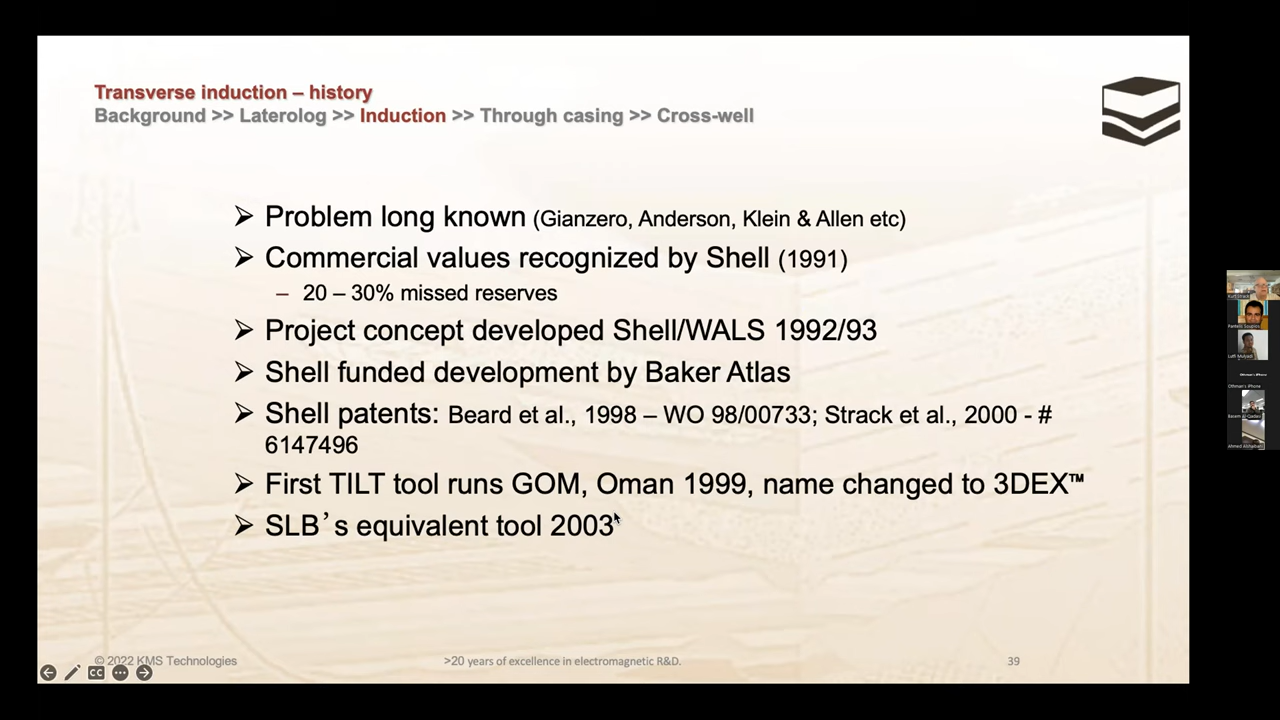 Transverse induction – history
Background >> Laterolog >> Induction >> Through casing >> Cross-well
➢ Problem long known (Gianzero, Anderson, Klein & Allen etc)
➢ Commercial values recognized by Shell (1991)
– 20 – 30% missed reserves
➢ Project concept developed Shell/WALS 1992/93
➢ Shell funded development by Baker Atlas
➢ Shell patents: Beard et al., 1998 – WO 98/00733; Strack et al., 2000 - #
6147496
➢ First TILT tool runs GOM, Oman 1999, name changed to 3DEX™
➢ SLB's equivalent tool 2003
© 2022 KMS Technologies
>20 years of excellence in electromagnetic R&D.
39
CC
Othman's iPhone